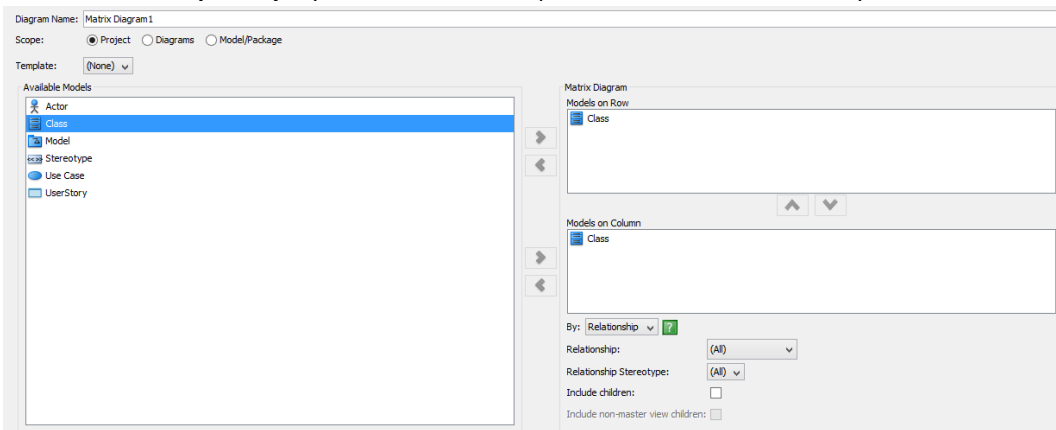 Diagram Name: Matrix Diagram1
Scope: Project Diagrams Model/Package
Template: (None)
Available Models
Actor
Class
Model
<<>> Stereotype
Use Case
UserStory
Matrix Diagram
Models on Row
Class
Models on Column
Class
By: Relationship ?
Relationship: (All)
Relationship Stereotype: (All)
Include children:
Include non-master view children: